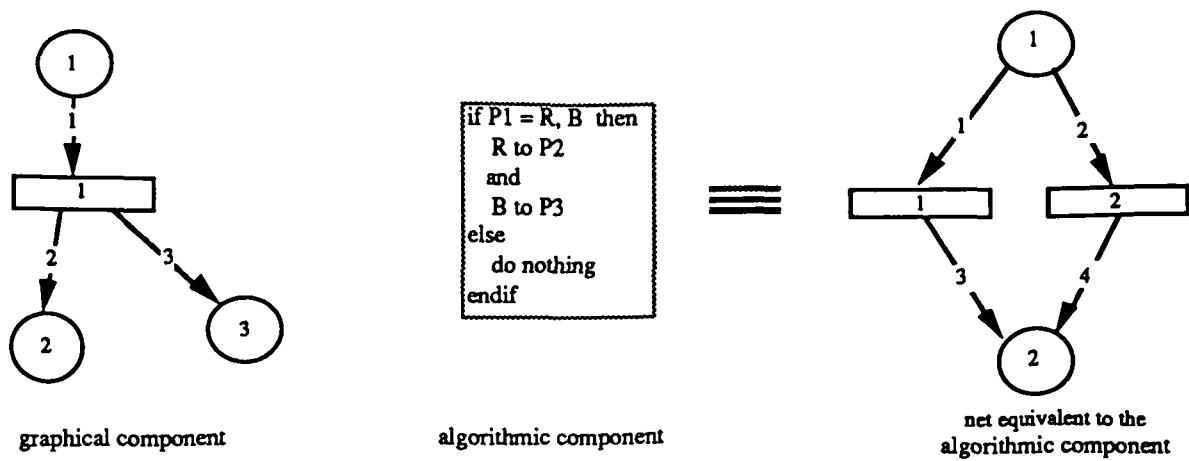 1
1
1
2
3
2
3
graphical component
if P1 = R, B then
R to P2
and
B to P3
else
do nothing
endif
algorithmic component
1
1
2
1
2
3
4
2
net equivalent to the
algorithmic component